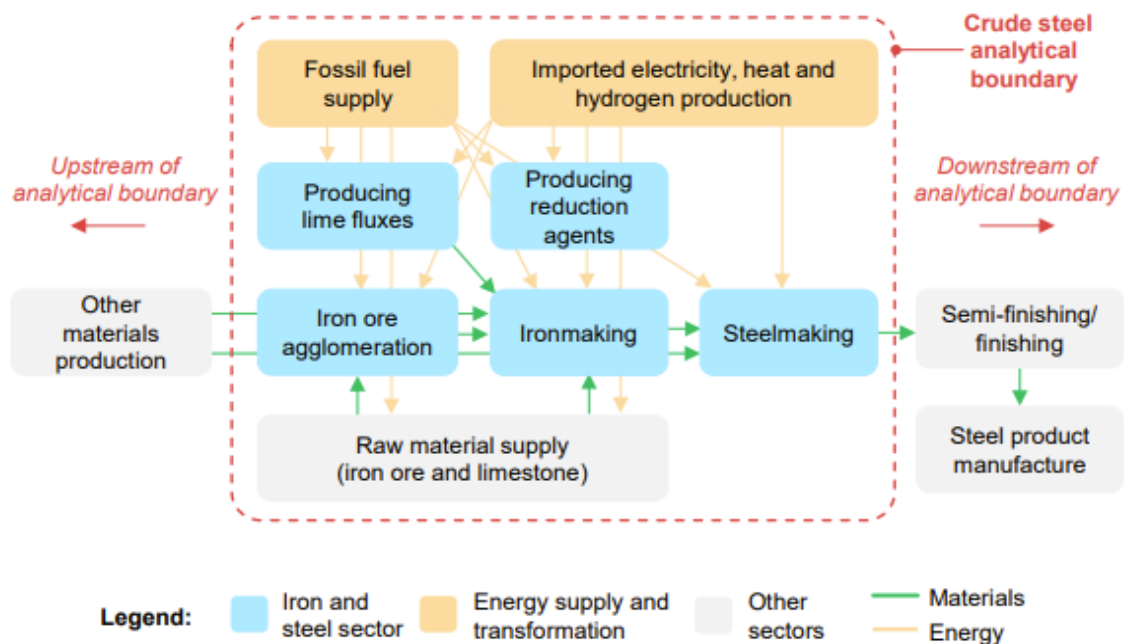 Crude steel
analytical
boundary
Fossil fuel
supply
Imported electricity, heat and
hydrogen production
Upstream of
analytical boundary
Producing
lime fluxes
Producing
reduction
agents
Downstream of
analytical boundary
Other
materials
production
Iron ore
agglomeration
Ironmaking
Steelmaking
Semi-finishing/
finishing
Raw material supply
(iron ore and limestone)
Steel product
manufacture
Legend:
Iron and
steel sector
Energy supply and
transformation
Other
sectors
Materials
Energy